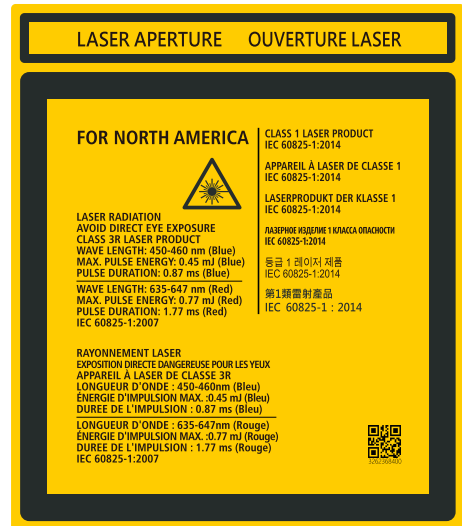 LASER APERTURE OUVERTURE LASER
FOR NORTH AMERICA
LASER RADIATION
AVOID DIRECT EYE EXPOSURE
CLASS 3R LASER PRODUCT
WAVE LENGTH: 450-460 nm (Blue)
MAX. PULSE ENERGY: 0.45 mJ (Blue)
PULSE DURATION: 0.87 ms (Blue)
WAVE LENGTH: 635-647 nm (Red)
MAX. PULSE ENERGY: 0.77 mJ (Red)
PULSE DURATION: 1.77 ms (Red)
IEC 60825-1:2007
CLASS 1 LASER PRODUCT
IEC 60825-1:2014
APPAREIL À LASER DE CLASSE 1
IEC 60825-1:2014
LASERPRODUKT DER KLASSE 1
IEC 60825-1:2014
ЛАЗЕРНОЕ ИЗДЕЛИЕ 1 КЛАССА ОПАСНОСТИ
IEC 60825-1:2014
등급 1 레이저 제품
IEC 60825-1:2014
第1類雷射產品
IEC 60825-1：2014
RAYONNEMENT LASER
EXPOSITION DIRECTE DANGEREUSE POUR LES YEUX
APPAREIL À LASER DE CLASSE 3R
LONGUEUR D'ONDE : 450-460nm (Bleu)
ÉNERGIE D'IMPULSION MAX. :0.45 mJ (Bleu)
DUREE DE L'IMPULSION : 0.87 ms (Bleu)
LONGUEUR D'ONDE : 635-647nm (Rouge)
ÉNERGIE D'IMPULSION MAX :0.77 mJ (Rouge)
DUREE DE L'IMPULSION : 1.77 ms (Rouge)
IEC 60825-1:2007
3262368400